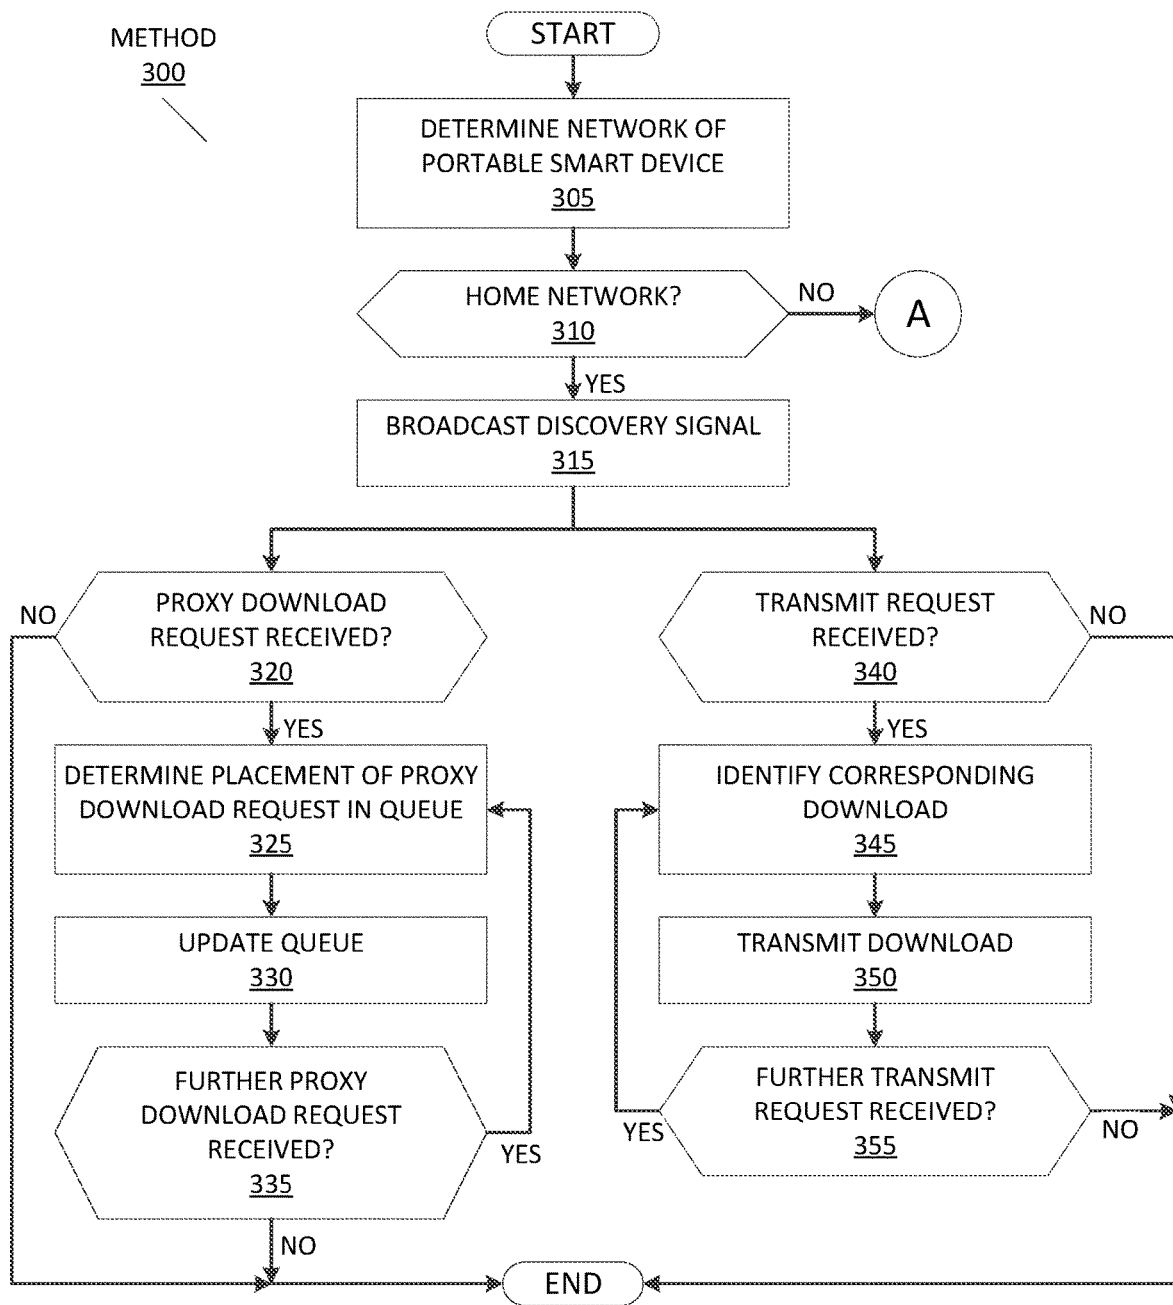 METHOD
300
START
DETERMINE NETWORK OF
PORTABLE SMART DEVICE
305
HOME NETWORK?
310
NO
A
YES
BROADCAST DISCOVERY SIGNAL
315
NO
PROXY DOWNLOAD
REQUEST RECEIVED?
320
YES
DETERMINE PLACEMENT OF PROXY
DOWNLOAD REQUEST IN QUEUE
325
UPDATE QUEUE
330
FURTHER PROXY
DOWNLOAD REQUEST
RECEIVED?
335
YES
NO
TRANSMIT REQUEST
RECEIVED?
340
NO
YES
IDENTIFY CORRESPONDING
DOWNLOAD
345
TRANSMIT DOWNLOAD
350
FURTHER TRANSMIT
REQUEST RECEIVED?
355
YES
NO
END